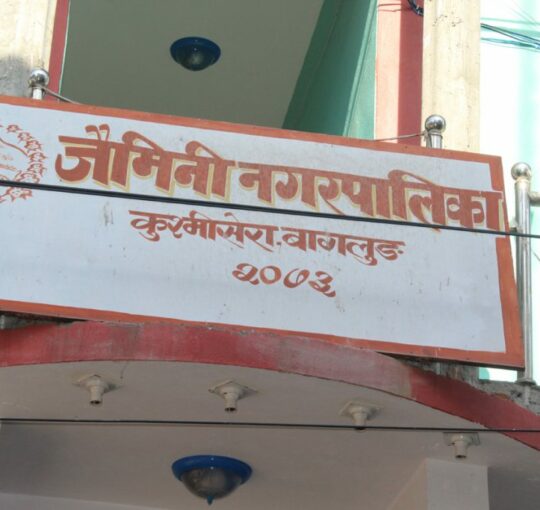 जैमिनी नगरपालिका
कुश्मीसेरा, बागलुङ
२०७३